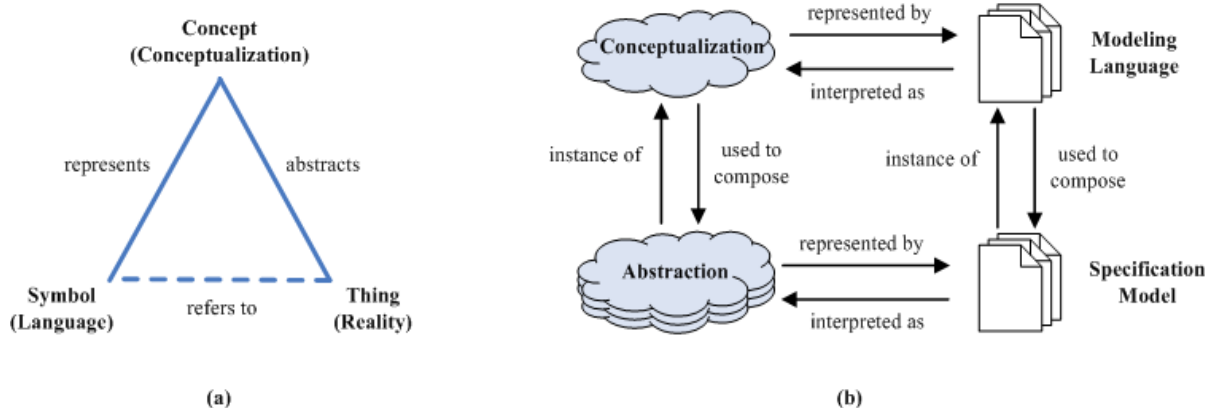 Concept
(Conceptualization)
represents
abstracts
Symbol
(Language)
refers to
Thing
(Reality)
(a)
Conceptualization
represented by
interpreted as
Modeling
Language
instance of
used to
compose
instance of
used to
compose
Abstraction
represented by
interpreted as
Specification
Model
(b)